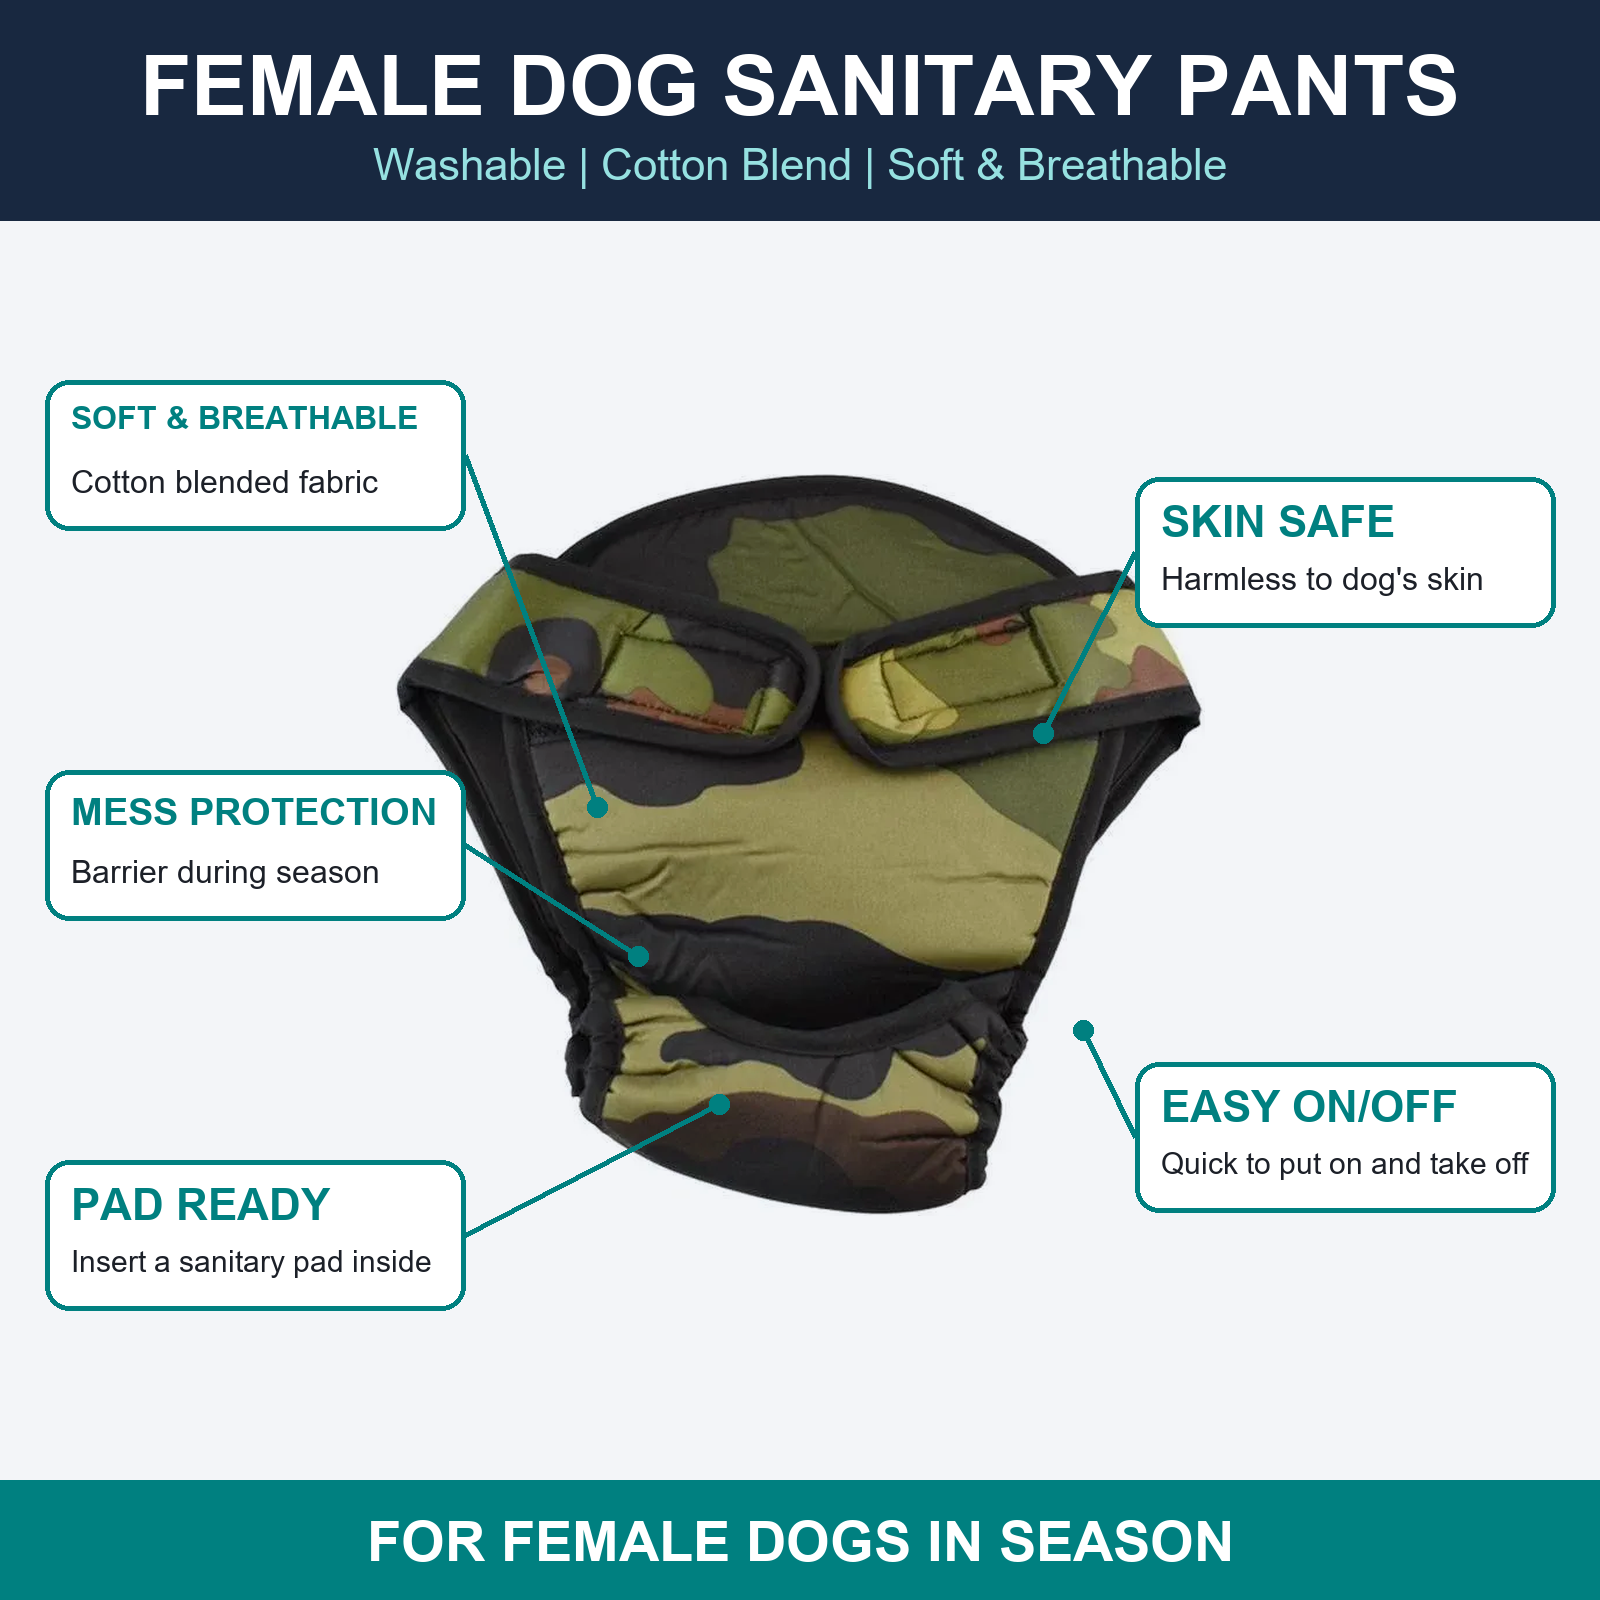 FEMALE DOG SANITARY PANTS
Washable | Cotton Blend | Soft & Breathable
SOFT & BREATHABLE
Cotton blended fabric
SKIN SAFE
Harmless to dog's skin
MESS PROTECTION
Barrier during season
EASY ON/OFF
Quick to put on and take off
PAD READY
Insert a sanitary pad inside
FOR FEMALE DOGS IN SEASON